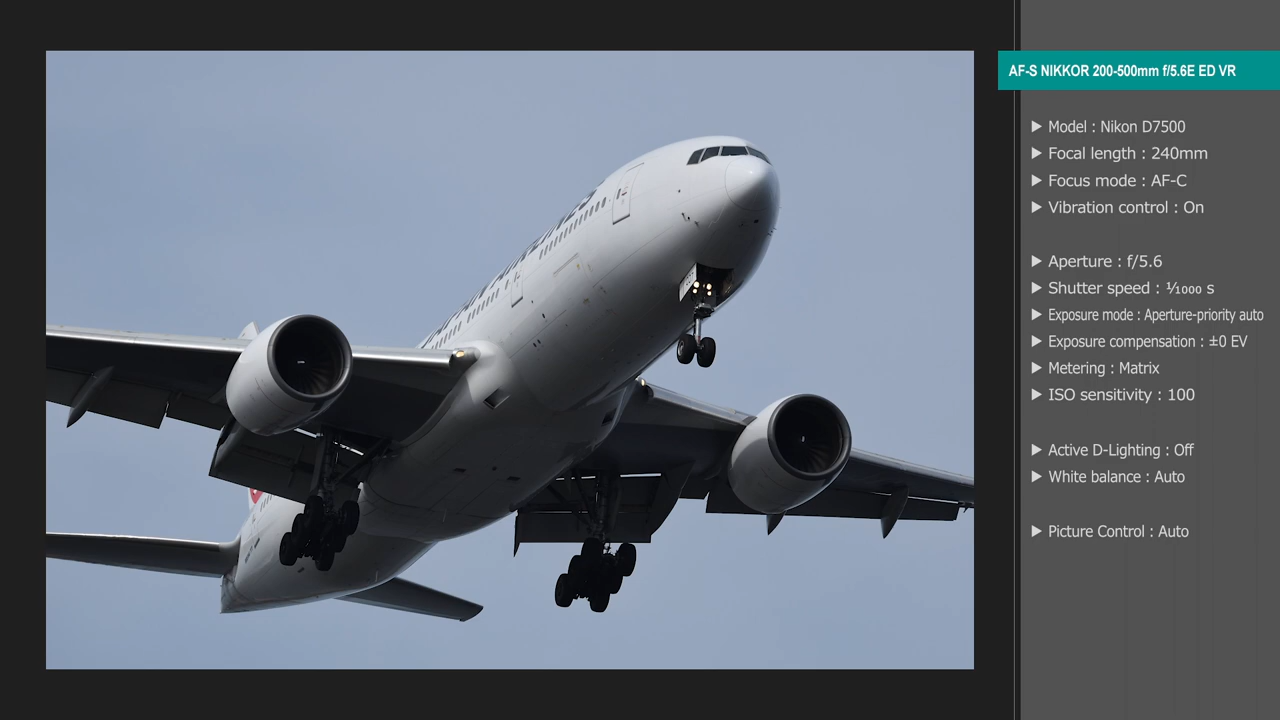 AF-S NIKKOR 200-500mm f/5.6E ED VR
▶ Model : Nikon D7500
▶ Focal length : 240mm
▶ Focus mode : AF-C
▶ Vibration control : On
▶ Aperture : f/5.6
▶ Shutter speed : ¹⁄₁₀₀₀ s
▶ Exposure mode : Aperture-priority auto
▶ Exposure compensation : ±0 EV
▶ Metering : Matrix
▶ ISO sensitivity : 100
▶ Active D-Lighting : Off
▶ White balance : Auto
▶ Picture Control : Auto